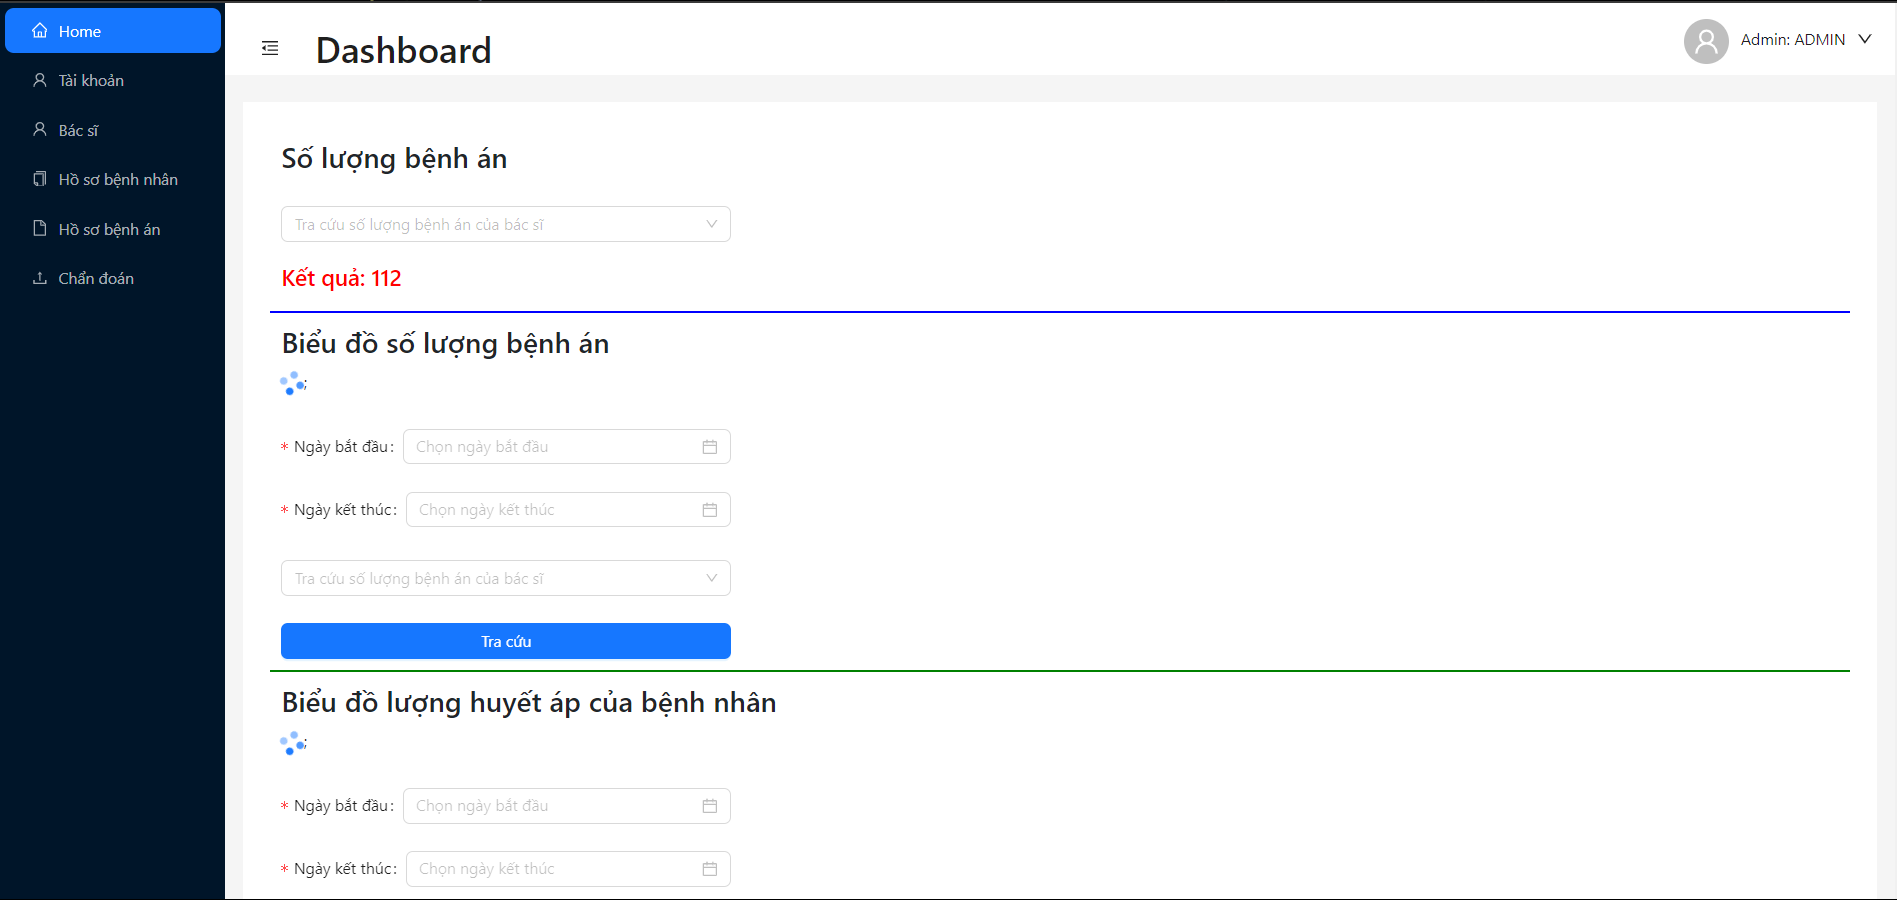 Home
Tài khoản
Bác sĩ
Hồ sơ bệnh nhân
Hồ sơ bệnh án
Chẩn đoán
Dashboard
Admin: ADMIN
Số lượng bệnh án
Tra cứu số lượng bệnh án của bác sĩ
Kết quả: 112
Biểu đồ số lượng bệnh án
;
* Ngày bắt đầu: Chọn ngày bắt đầu
* Ngày kết thúc: Chọn ngày kết thúc
Tra cứu số lượng bệnh án của bác sĩ
Tra cứu
Biểu đồ lượng huyết áp của bệnh nhân
;
* Ngày bắt đầu: Chọn ngày bắt đầu
* Ngày kết thúc: Chọn ngày kết thúc